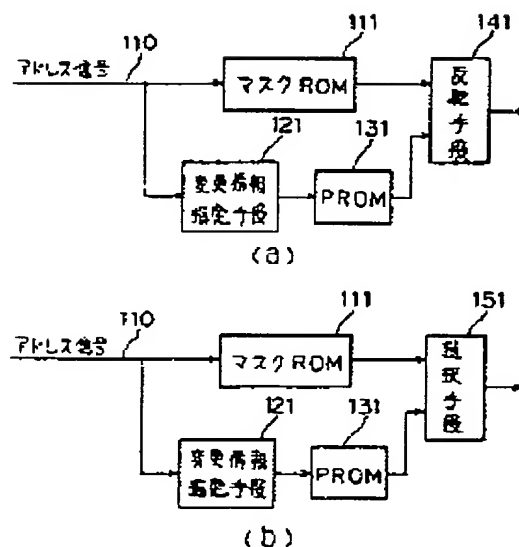 110
111
141
アドレス信号
マスクROM
反映手段
121
131
変更情報
指定手段
PROM
(a)
110
111
151
アドレス信号
マスクROM
選択手段
121
131
変更情報
指定手段
PROM
(b)